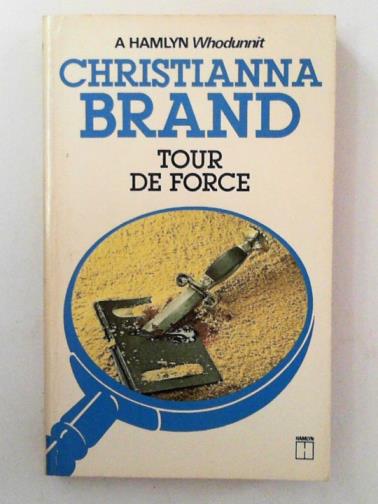 A HAMLYN Whodunnit
CHRISTIANNA
BRAND
TOUR
DE FORCE
HAMLYN
H